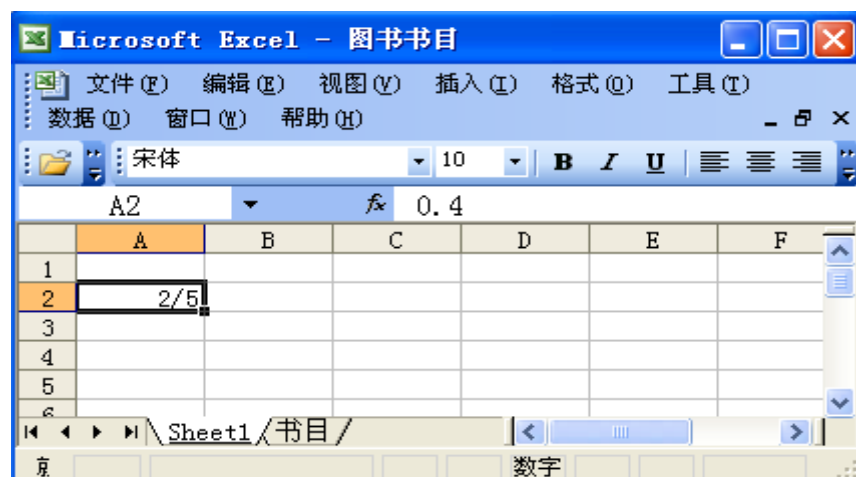 Microsoft Excel - 图书书目
文件(F) 编辑(E) 视图(V) 插入(I) 格式(O) 工具(T)
数据(D) 窗口(W) 帮助(H)
宋体 10 B I U
A2 fx 0.4
A B C D E F
1
2 2/5
3
4
5
6
Sheet1 书目
数字